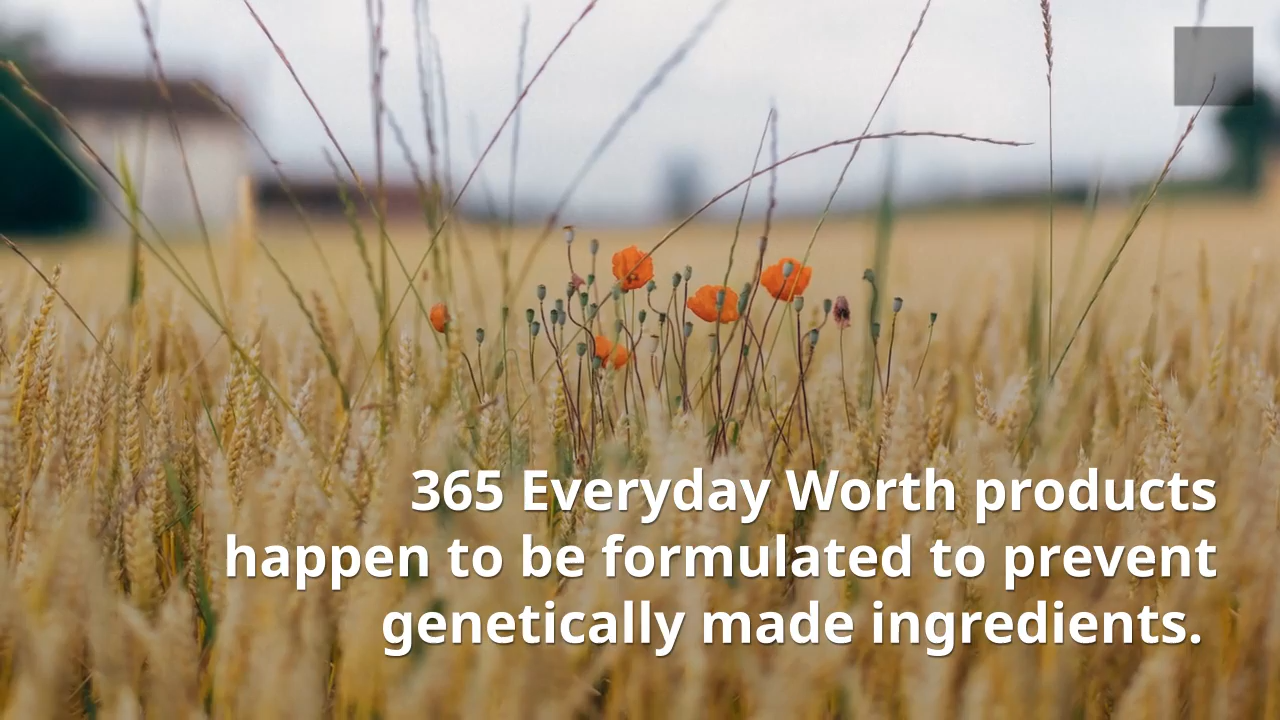 365 Everyday Worth products
happen to be formulated to prevent
genetically made ingredients.